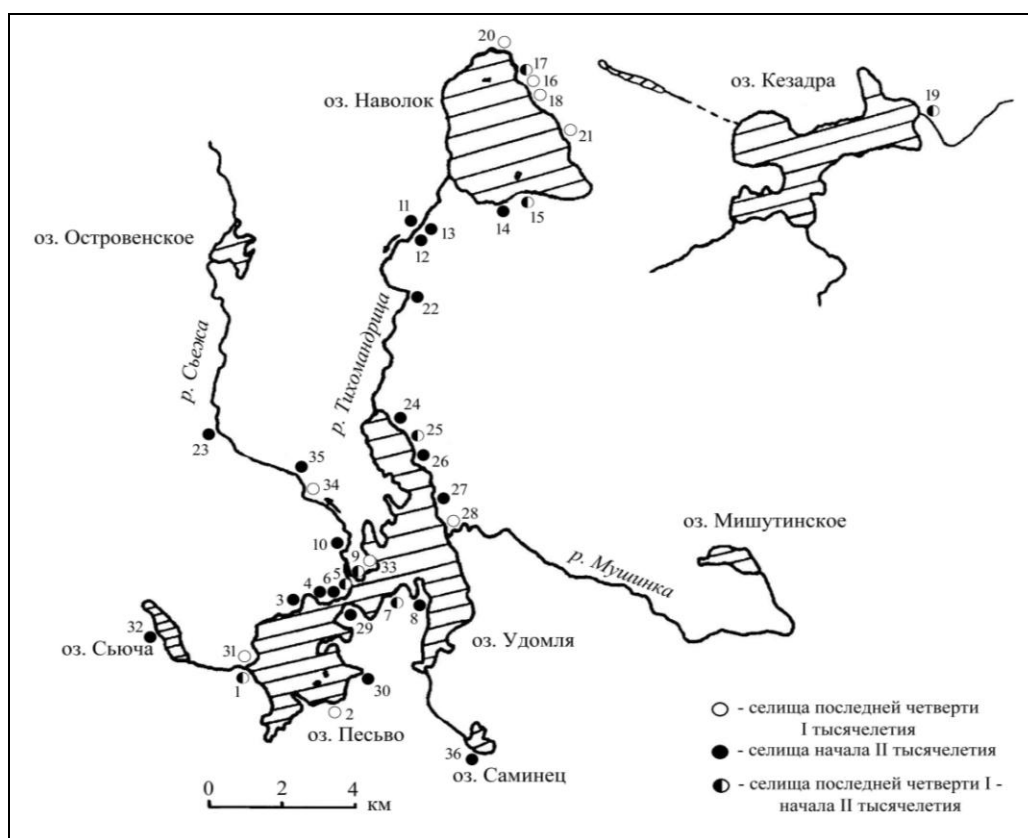 20
17
16
18
оз. Наволок
оз. Кезадра
19
21
11
13
12
14
15
оз. Островенское
22
р. Сьежа
р. Тихомандрица
24
25
26
23
35
34
27
28
оз. Мишутинское
10
9
33
р. Мушинка
4
6
5
3
7
8
29
32
оз. Сьюча
31
оз. Удомля
1
30
2
оз. Песьво
36
оз. Саминец
0 2 4
км
- селища последней четверти
I тысячелетия
- селища начала II тысячелетия
- селища последней четверти I -
начала II тысячелетия